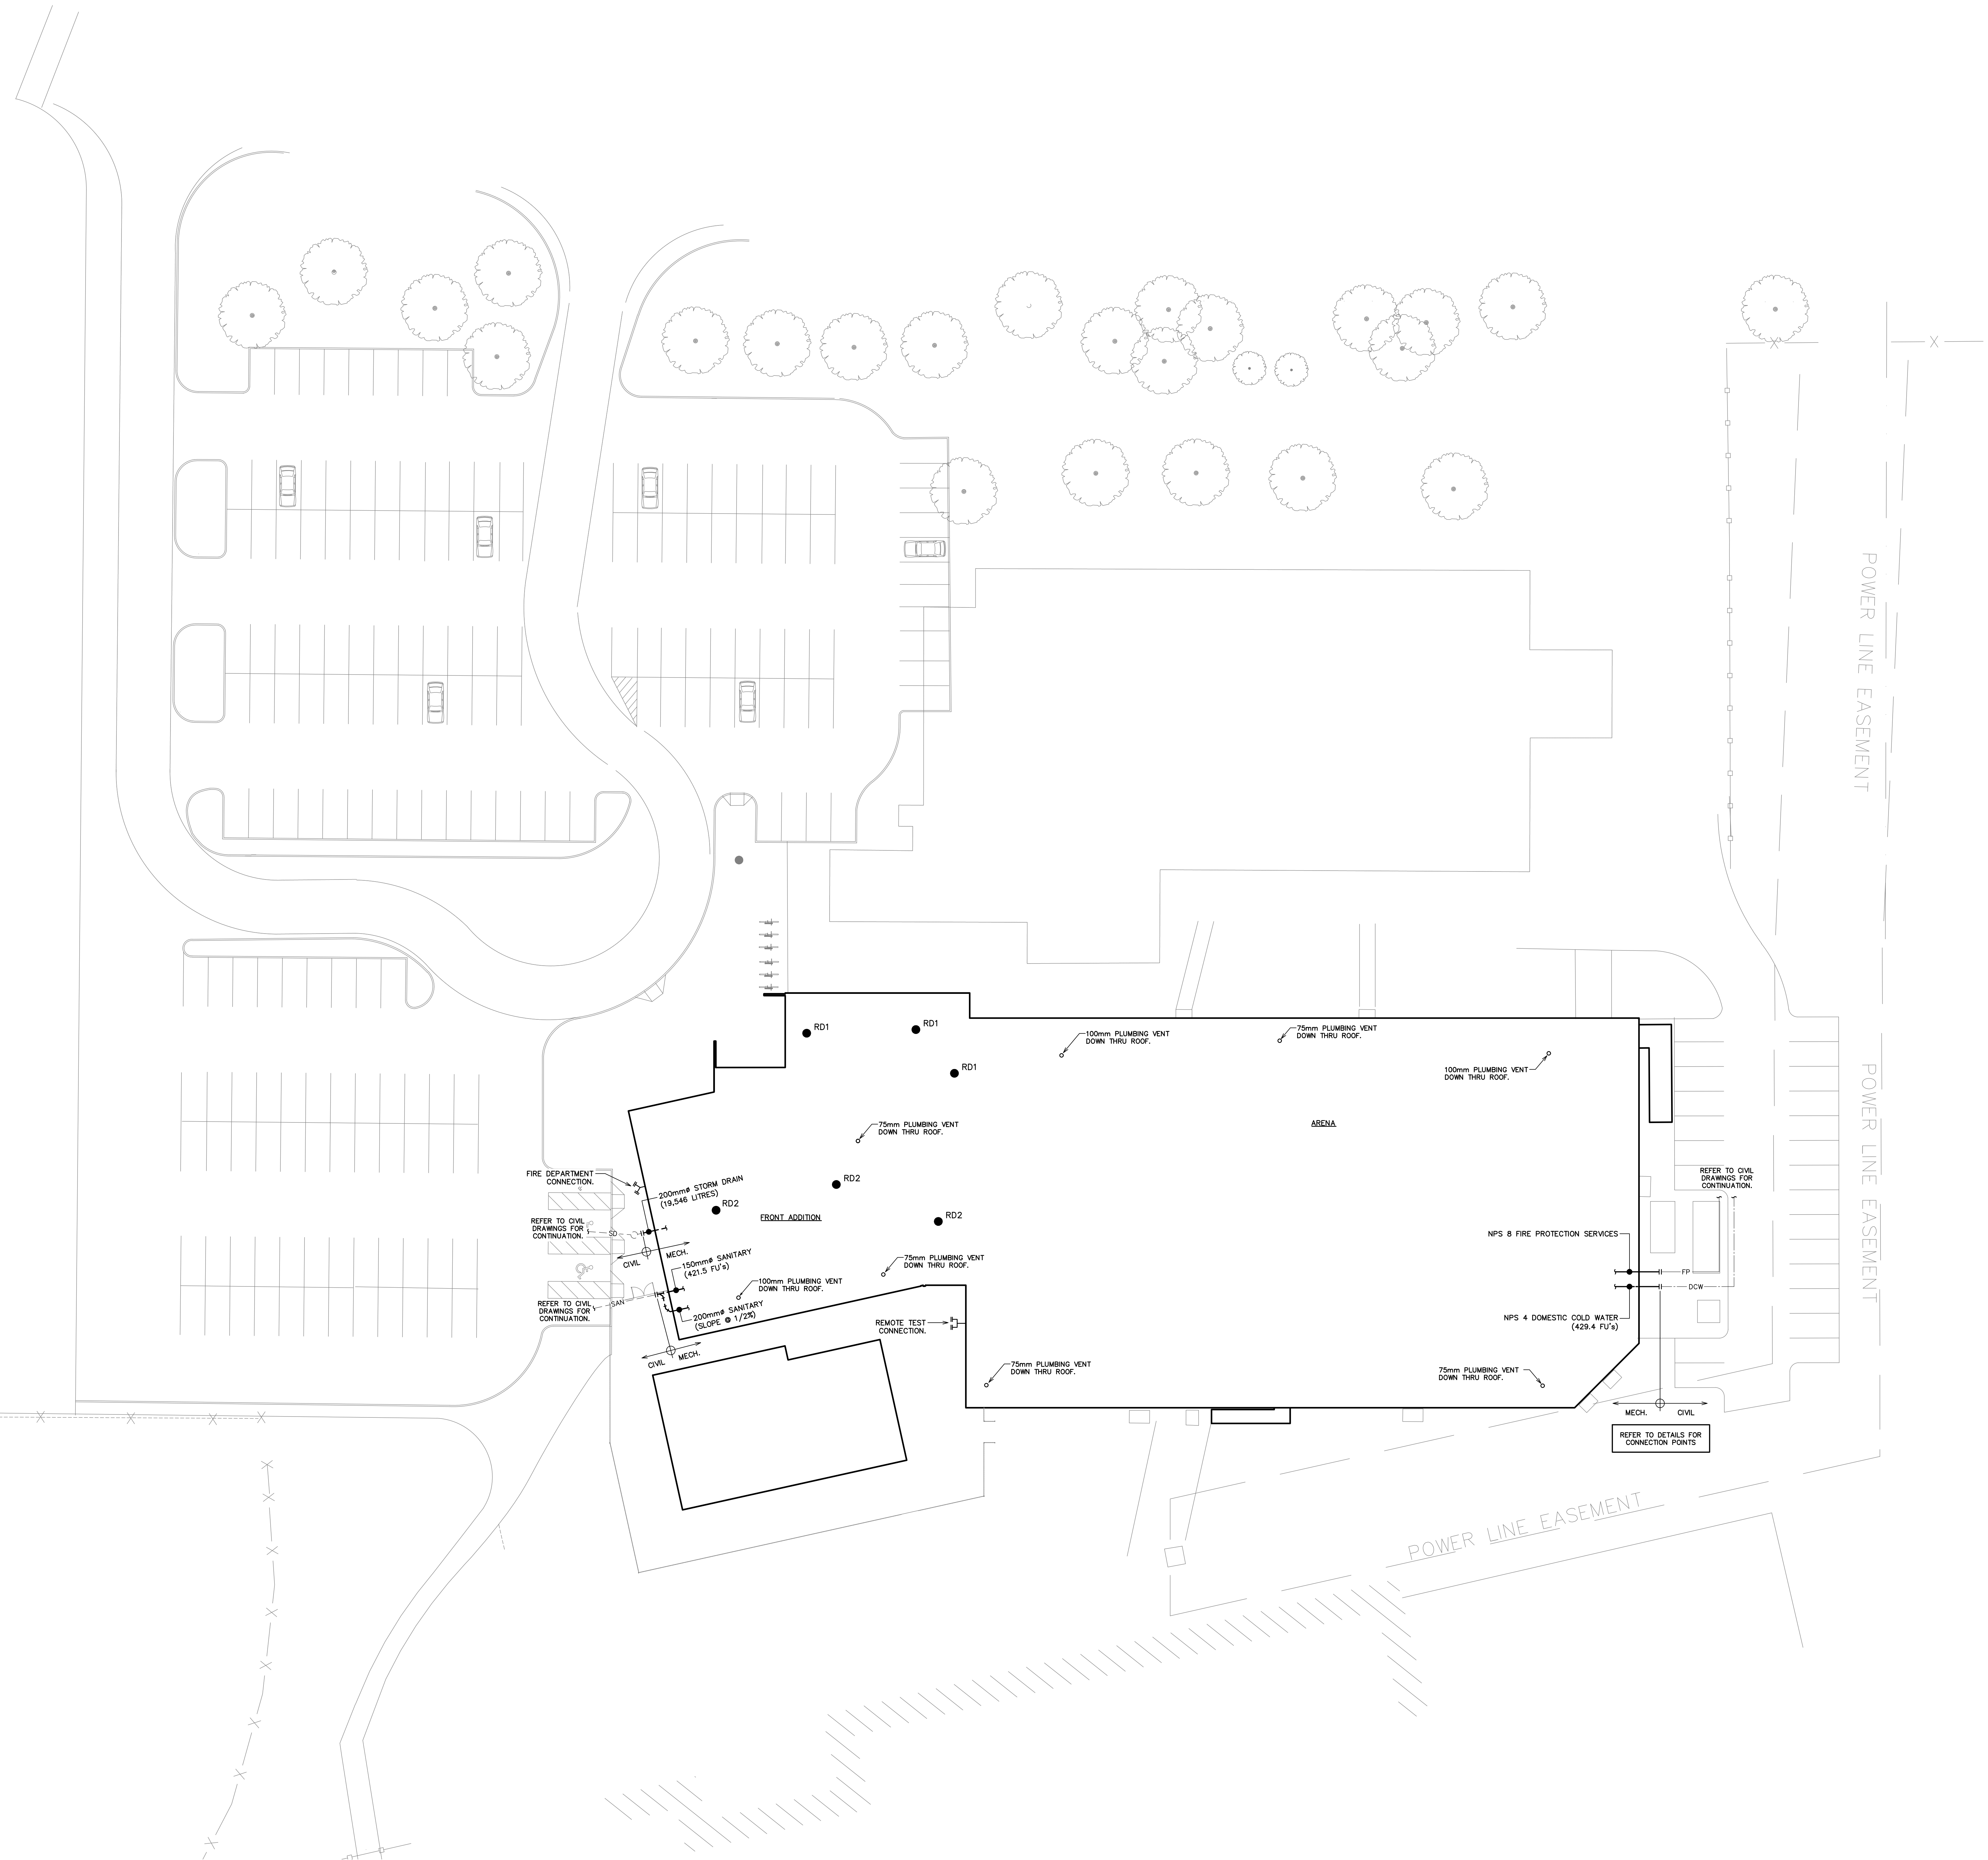 POWER LINE EASEMENT
RD1
RD1
RD1
100mm PLUMBING VENT
DOWN THRU ROOF.
75mm PLUMBING VENT
DOWN THRU ROOF.
100mm PLUMBING VENT
DOWN THRU ROOF.
POWER LINE EASEMENT
ARENA
75mm PLUMBING VENT
DOWN THRU ROOF.
FIRE DEPARTMENT
CONNECTION.
200mmø STORM DRAIN
(19,546 LITRES)
RD2
RD2
RD2
FRONT ADDITION
REFER TO CIVIL
DRAWINGS FOR
CONTINUATION.
REFER TO CIVIL
DRAWINGS FOR
CONTINUATION.
SD
CIVIL
MECH.
NPS 8 FIRE PROTECTION SERVICES
FP
DCW
NPS 4 DOMESTIC COLD WATER
(429.4 FU's)
150mmø SANITARY
(421.5 FU's)
75mm PLUMBING VENT
DOWN THRU ROOF.
100mm PLUMBING VENT
DOWN THRU ROOF.
SAN
REFER TO CIVIL
DRAWINGS FOR
CONTINUATION.
200mmø SANITARY
(SLOPE @ 1/2%)
REMOTE TEST
CONNECTION.
CIVIL
MECH.
75mm PLUMBING VENT
DOWN THRU ROOF.
75mm PLUMBING VENT
DOWN THRU ROOF.
MECH.
CIVIL
REFER TO DETAILS FOR
CONNECTION POINTS
POWER LINE EASEMENT